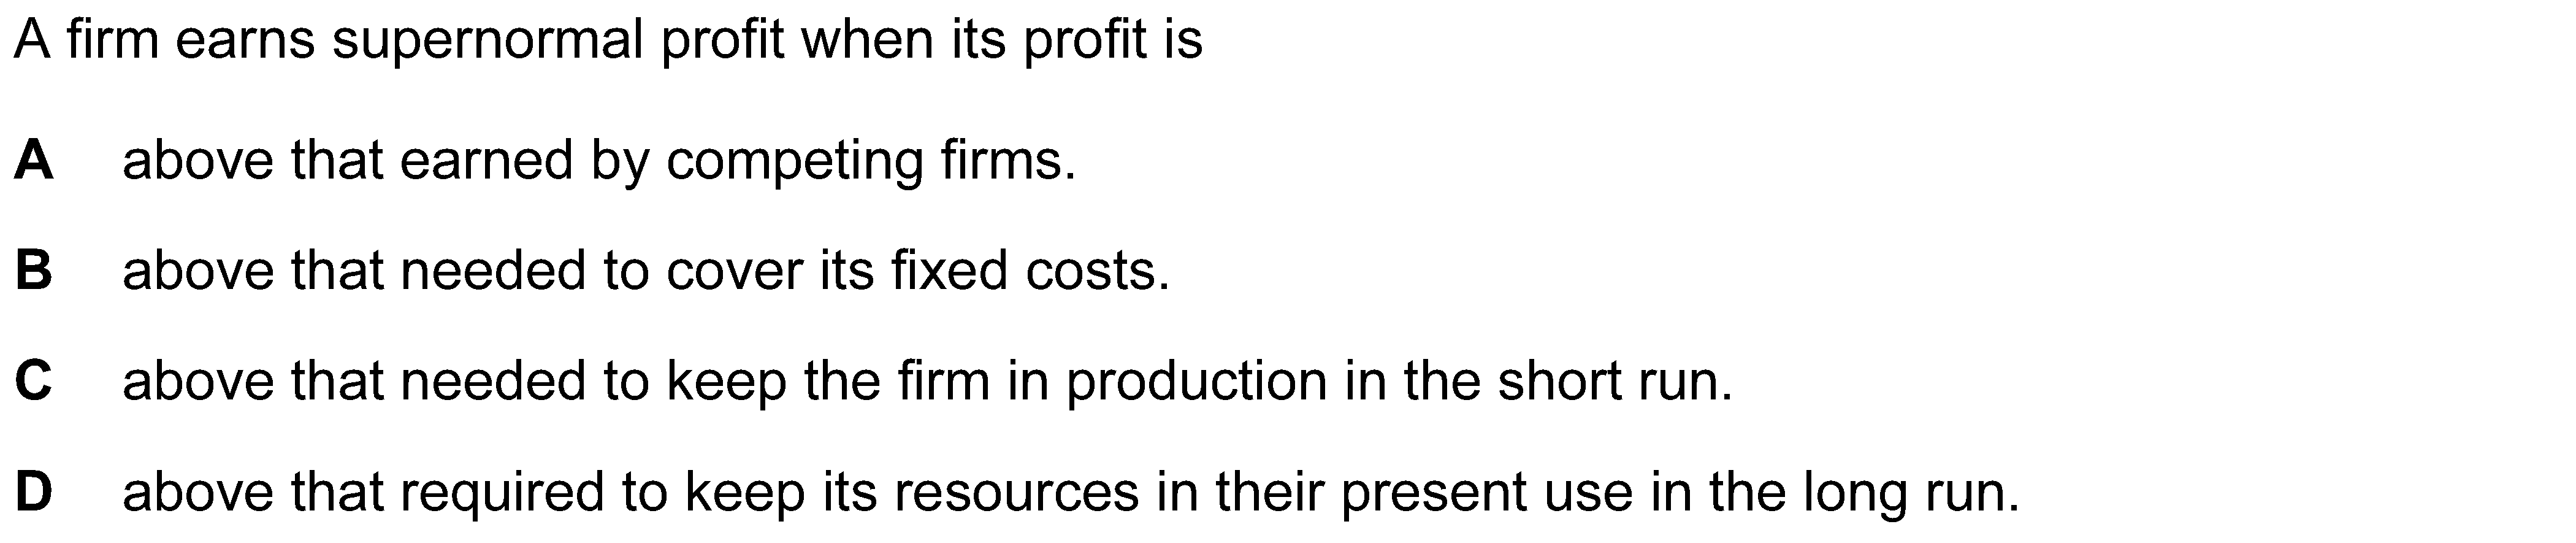 A firm earns supernormal profit when its profit is
A above that earned by competing firms.
B above that needed to cover its fixed costs.
C above that needed to keep the firm in production in the short run.
D above that required to keep its resources in their present use in the long run.